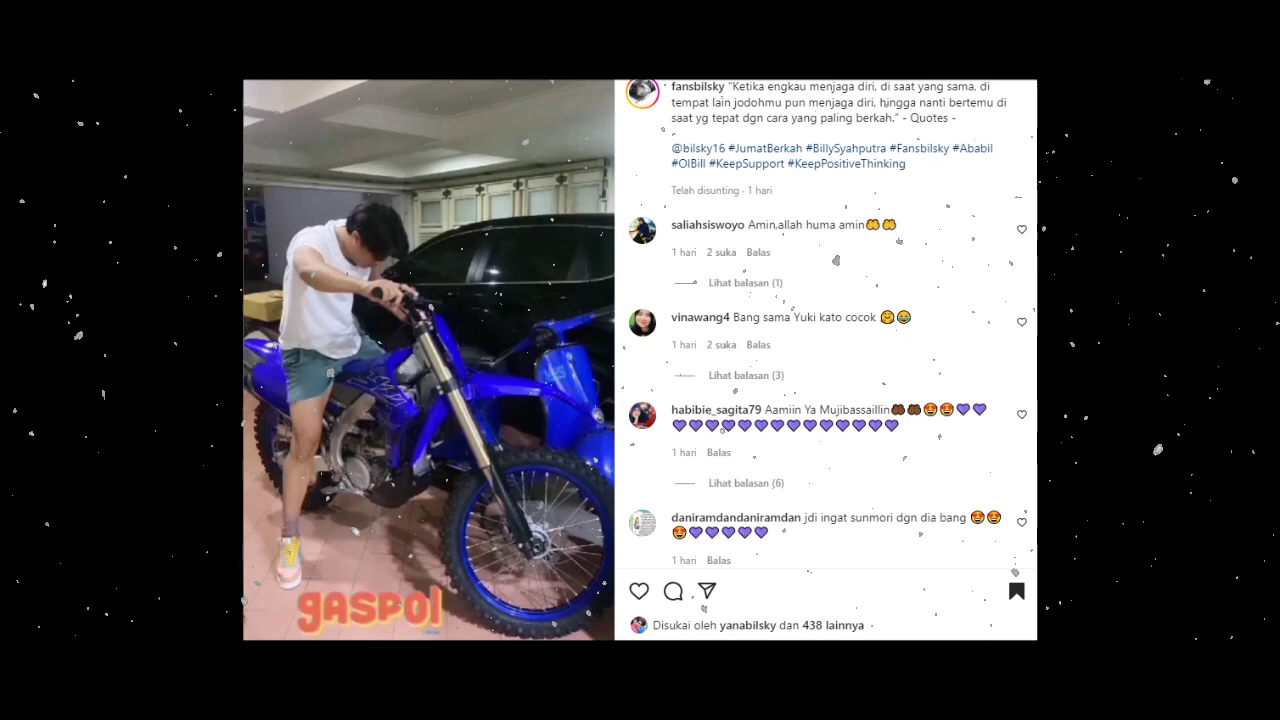 fansbilsky "Ketika engkau menjaga diri, di saat yang sama, di
tempat lain jodohmu pun menjaga diri, hingga nanti bertemu di
saat yg tepat dgn cara yang paling berkah." - Quotes -
@bilsky16 #JumatBerkah #BillySyahputra #Fansbilsky #Ababil
#OlBill #KeepSupport #KeepPositiveThinking
Telah disunting · 1 hari
saliahsiswoyo Amin,allah huma amin🤲🤲
1 hari 2 suka Balas
Lihat balasan (1)
vinawang4 Bang sama Yuki kato cocok 🤗😂
1 hari 2 suka Balas
Lihat balasan (3)
habibie_sagita79 Aamiin Ya Mujibassaillin🤲🏿🤲🏿🤩🤩💜💜
💜💜💜💜💜💜💜💜💜💜💜💜💜💜
1 hari Balas
Lihat balasan (6)
daniramdandaniramdan jdi ingat sunmori dgn dia bang 🤩🤩
🤩💜💜💜💜💜
1 hari Balas
Disukai oleh yanabilsky dan 438 lainnya
gaspol